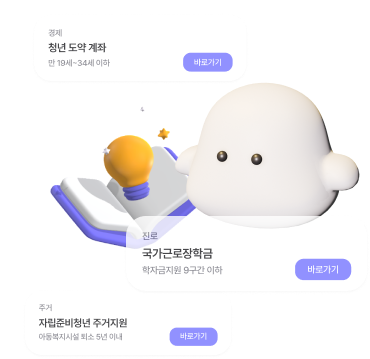 경제
청년 도약 계좌
만 19세~34세 이하
바로가기
진로
국가근로장학금
학자금지원 9구간 이하
바로가기
주거
자립준비청년 주거지원
아동복지시설 퇴소 5년 이내
바로가기